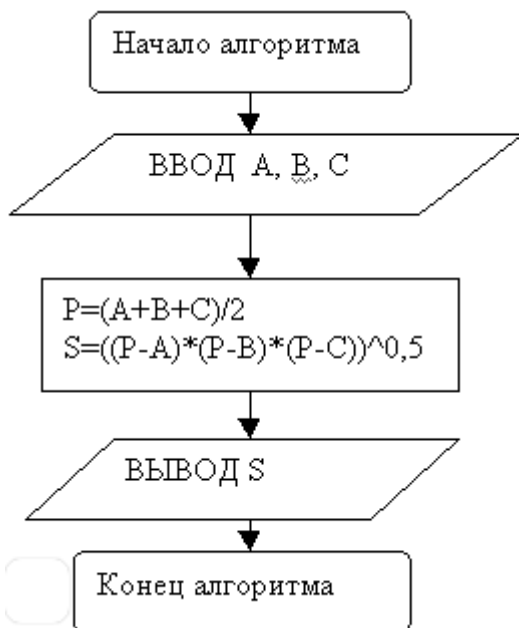 Начало алгоритма
ВВОД А, В, С
P=(A+B+C)/2
S=((P-A)*(P-B)*(P-C))^0,5
ВЫВОД S
Конец алгоритма